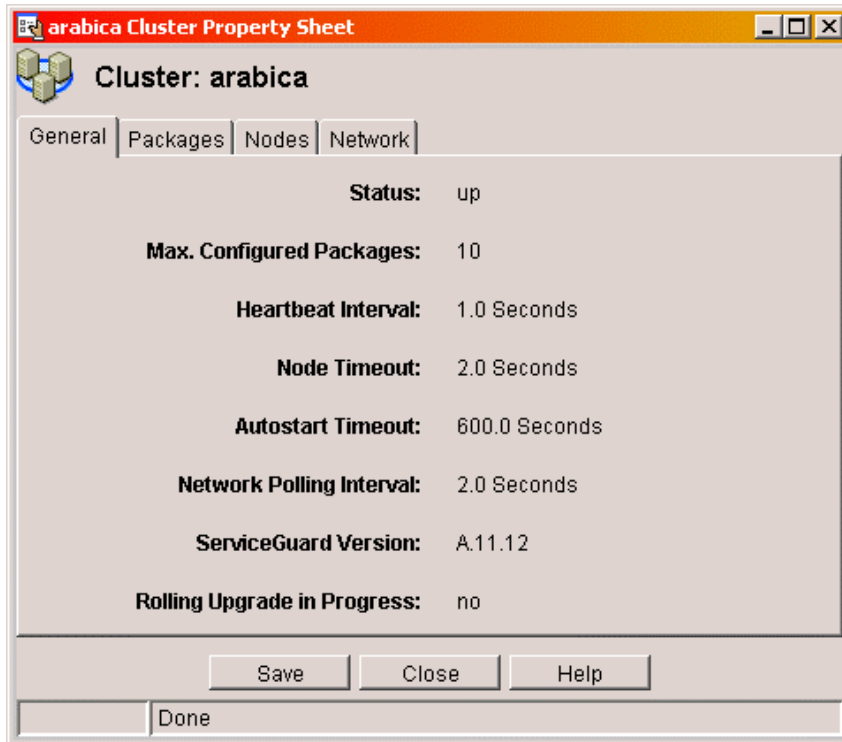 arabica Cluster Property Sheet
Cluster: arabica
General Packages Nodes Network
Status: up
Max. Configured Packages: 10
Heartbeat Interval: 1.0 Seconds
Node Timeout: 2.0 Seconds
Autostart Timeout: 600.0 Seconds
Network Polling Interval: 2.0 Seconds
ServiceGuard Version: A.11.12
Rolling Upgrade in Progress: no
Save Close Help
Done